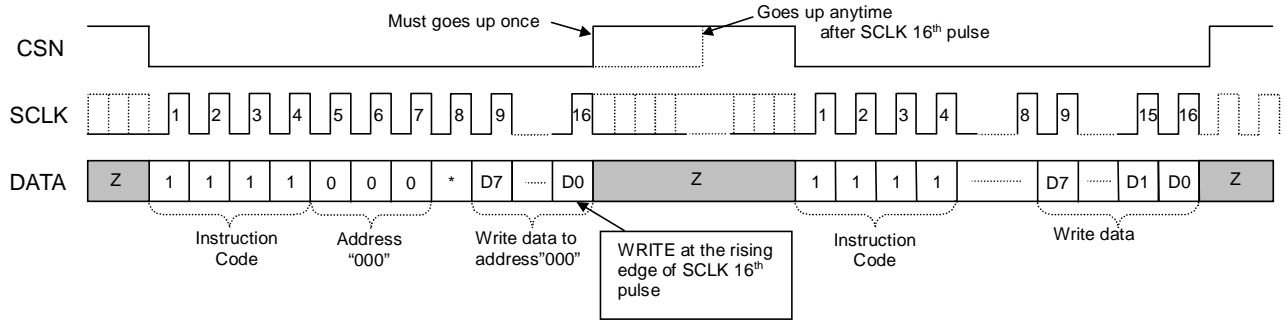 Must goes up once
Goes up anytime
after SCLK 16th pulse
CSN
SCLK
1 2 3 4 5 6 7 8 9 16 1 2 3 4 8 9 15 16
DATA
Z 1 1 1 1 0 0 0 * D7 ...... D0 Z 1 1 1 1 ............... D7 ...... D1 D0 Z
Instruction
Code
Address
“000”
Write data to
address"000”
WRITE at the rising
edge of SCLK 16th
pulse
Instruction
Code
Write data